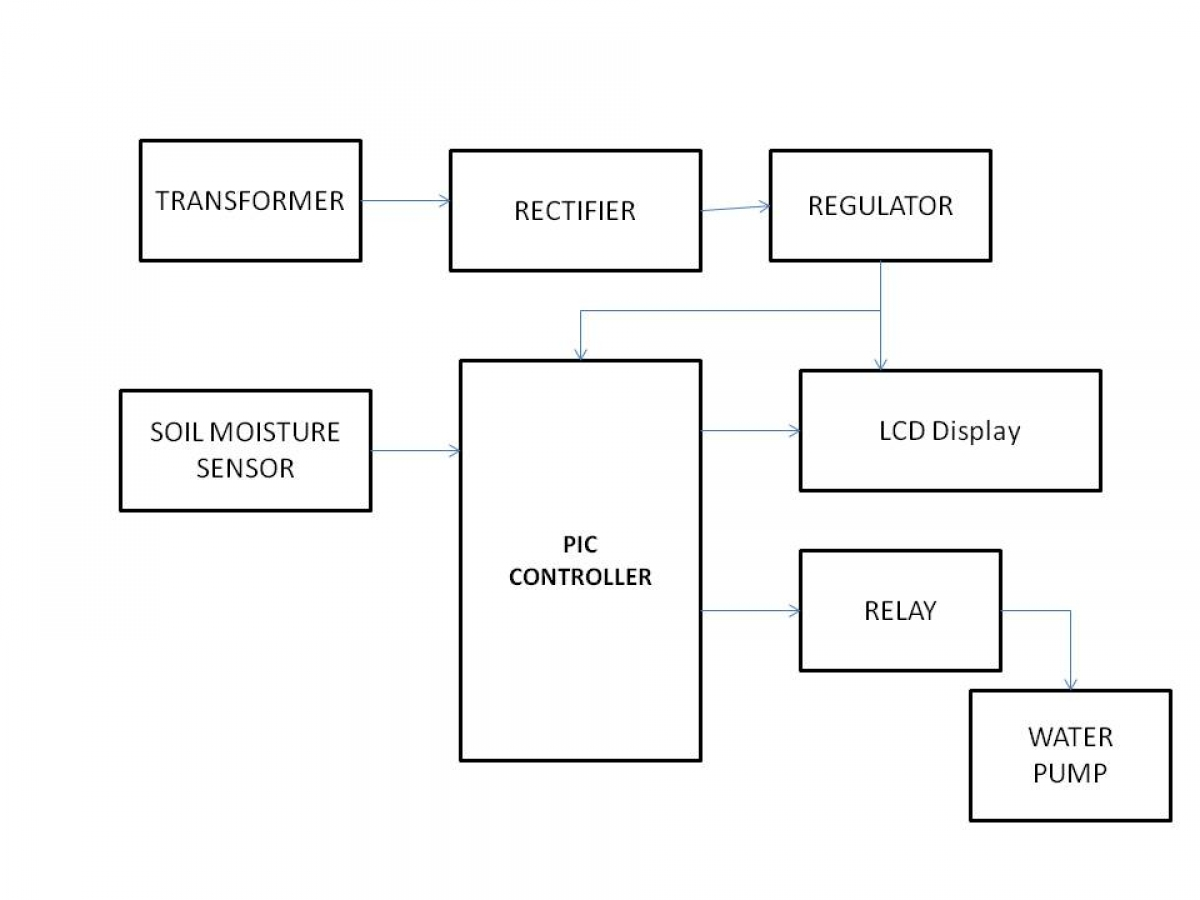 TRANSFORMER
RECTIFIER
REGULATOR
SOIL MOISTURE
SENSOR
PIC
CONTROLLER
LCD Display
RELAY
WATER
PUMP